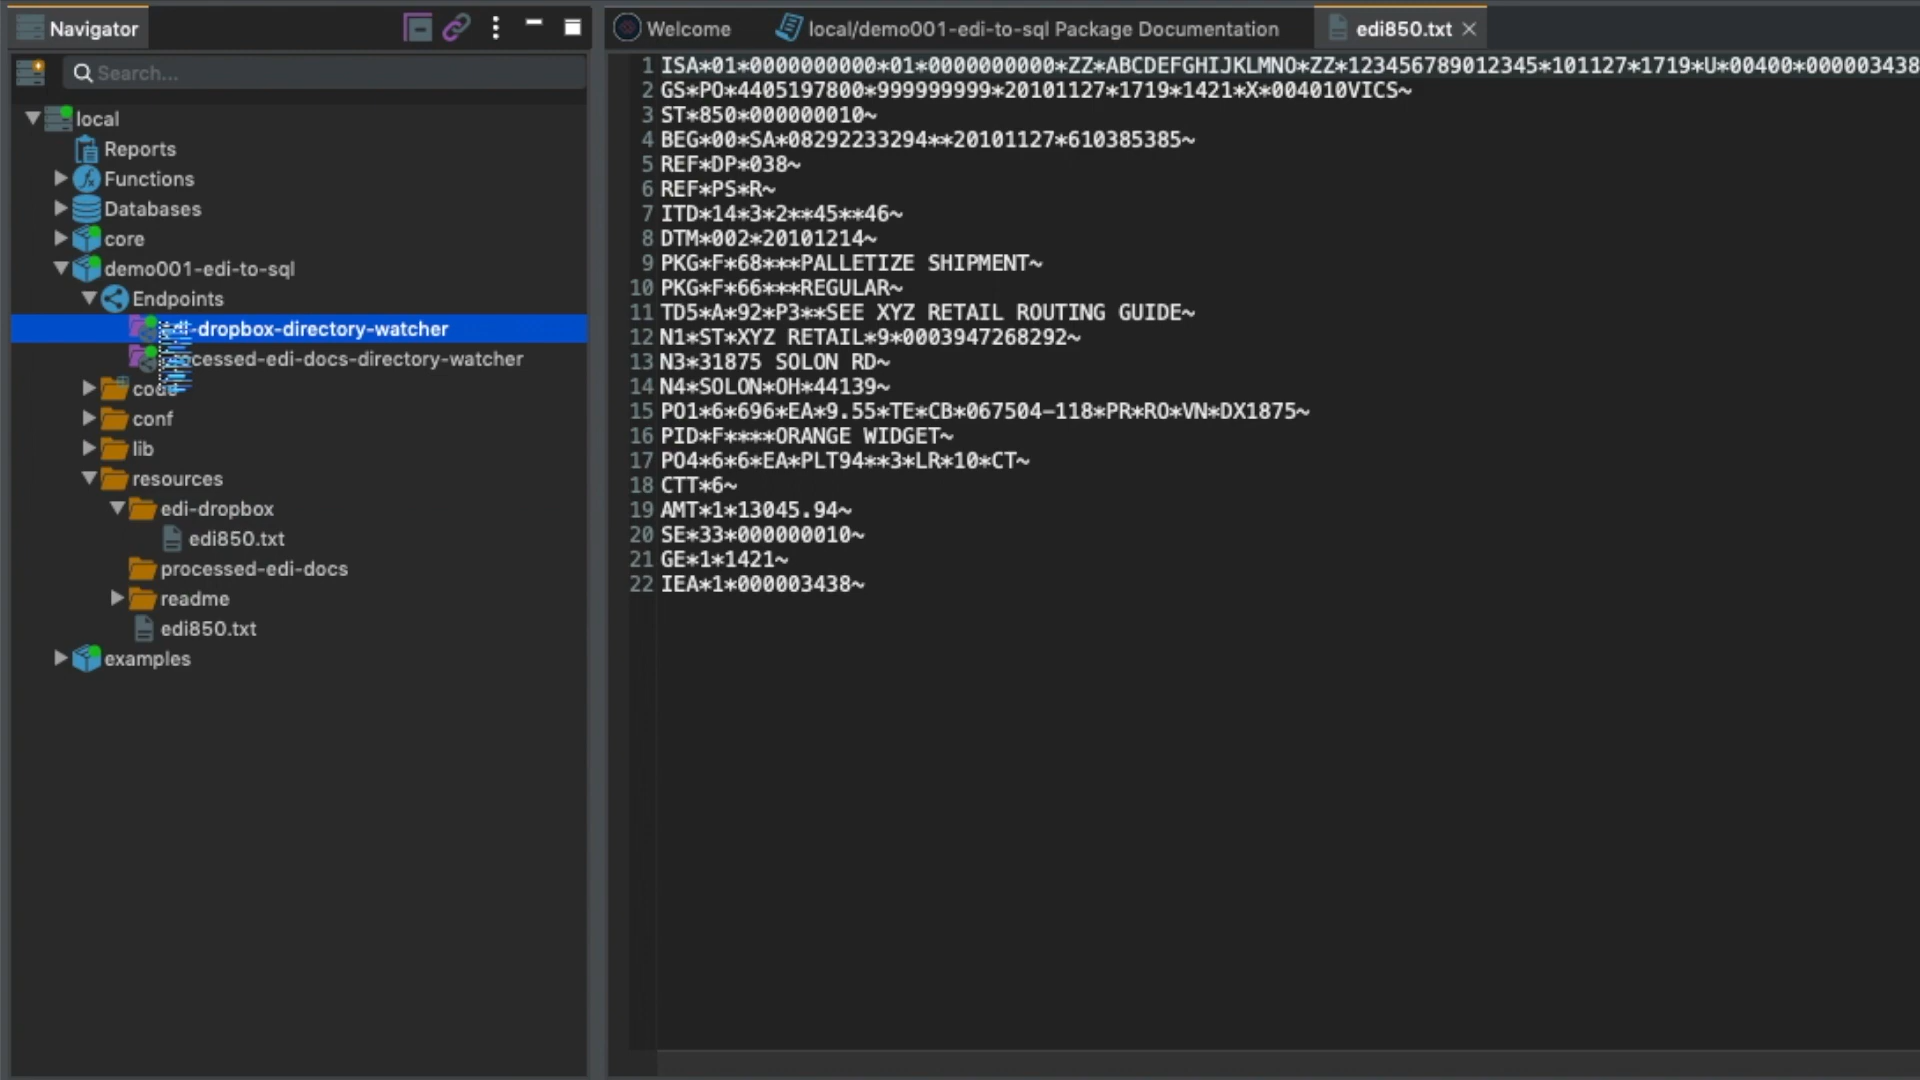 Navigator
Welcome
local/demo001-edi-to-sql Package Documentation
edi850.txt
Search...
local
Reports
Functions
Databases
core
demo001-edi-to-sql
Endpoints
-dropbox-directory-watcher
-edi-docs-directory-watcher
code
conf
lib
resources
edi-dropbox
edi850.txt
processed-edi-docs
readme
edi850.txt
examples
1 ISA*01*0000000000*01*0000000000*ZZ*ABCDEFGHIJKLMNO*ZZ*123456789012345*101127*1719*U*00400*000003438
2 GS*PO*4405197800*999999999*20101127*1719*1421*X*004010VICS~
3 ST*850*000000010~
4 BEG*00*SA*08292233294**20101127*610385385~
5 REF*DP*038~
6 REF*PS*R~
7 ITD*14*3*2**45**46~
8 DTM*002*20101214~
9 PKG*F*68***PALLETIZE SHIPMENT~
10 PKG*F*66***REGULAR~
11 TD5*A*92*P3**SEE XYZ RETAIL ROUTING GUIDE~
12 N1*ST*XYZ RETAIL*9*0003947268292~
13 N3*31875 SOLON RD~
14 N4*SOLON*OH*44139~
15 PO1*6*696*EA*9.55*TE*CB*067504-118*PR*RO*VN*DX1875~
16 PID*F****ORANGE WIDGET~
17 PO4*6*6*EA*PLT94**3*LR*10*CT~
18 CTT*6~
19 AMT*1*13045.94~
20 SE*33*000000010~
21 GE*1*1421~
22 IEA*1*000003438~